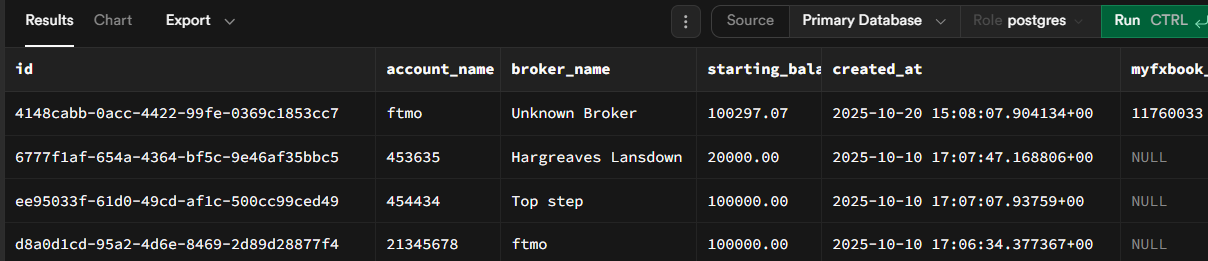 Results Chart Export Source Primary Database Role postgres Run CTRL
id account_name broker_name starting_bala created_at myfxbook_
4148cabb-0acc-4422-99fe-0369c1853cc7 ftmo Unknown Broker 100297.07 2025-10-20 15:08:07.904134+00 11760033
6777f1af-654a-4364-bf5c-9e46af35bbc5 453635 Hargreaves Lansdown 20000.00 2025-10-10 17:07:47.168806+00 NULL
ee95033f-61d0-49cd-af1c-500cc99ced49 454434 Top step 100000.00 2025-10-10 17:07:07.93759+00 NULL
d8a0d1cd-95a2-4d6e-8469-2d89d28877f4 21345678 ftmo 100000.00 2025-10-10 17:06:34.377367+00 NULL